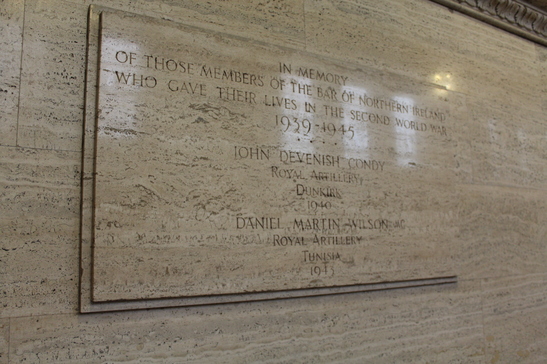 IN MEMORY
OF THOSE MEMBERS OF THE BAR OF NORTHERN IRELAND
WHO GAVE THEIR LIVES IN THE SECOND WORLD WAR
1939-1945
JOHN DEVENISH CONDY
ROYAL ARTILLERY
DUNKIRK
1940
DANIEL MARTIN WILSON
ROYAL ARTILLERY
TUNISIA
1943